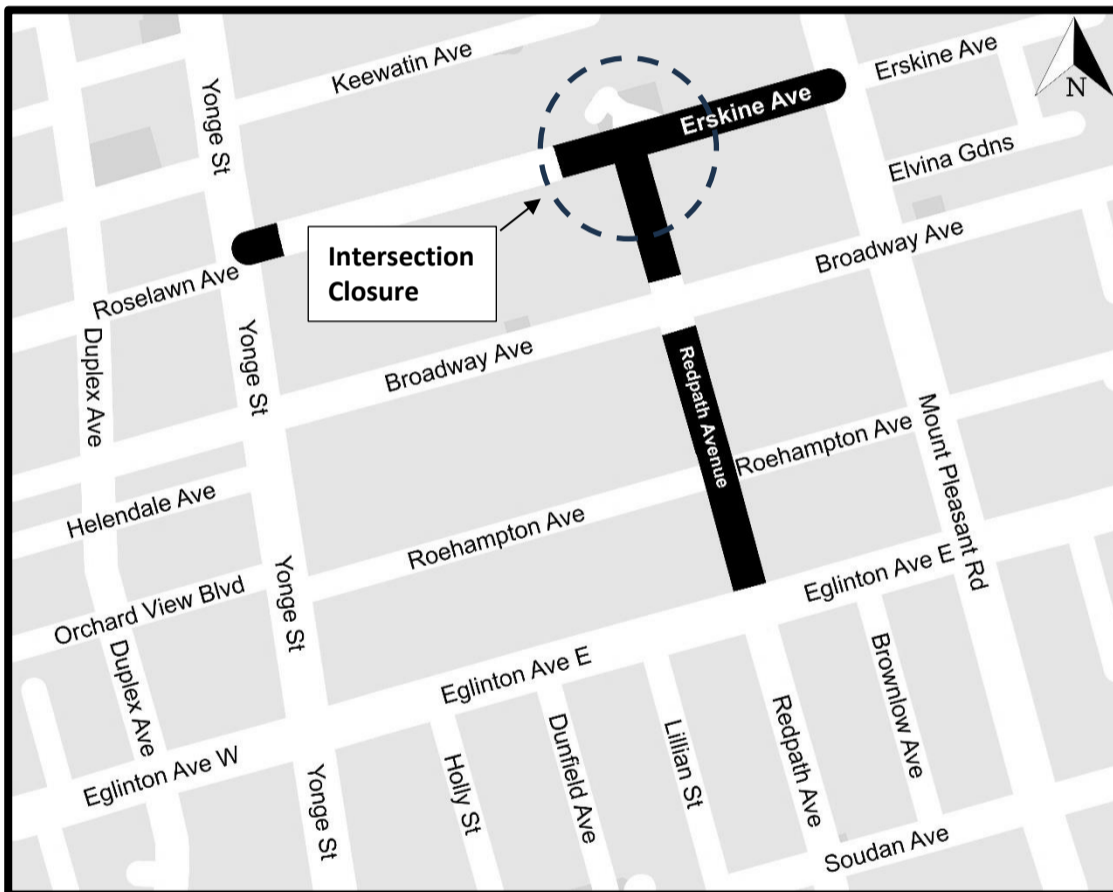 Keewatin Ave
Erskine Ave
N
Yonge St
Erskine Ave
Elvina Gdns
Intersection
Closure
Broadway Ave
Roselawn Ave
Duplex Ave
Yonge St
Broadway Ave
Redpath Avenue
Mount Pleasant Rd
Roehampton Ave
Helendale Ave
Roehampton Ave
Orchard View Blvd
Yonge St
Eglinton Ave E
Eglinton Ave E
Duplex Ave
Brownlow Ave
Redpath Ave
Lillian St
Dunfield Ave
Holly St
Eglinton Ave W
Yonge St
Soudan Ave